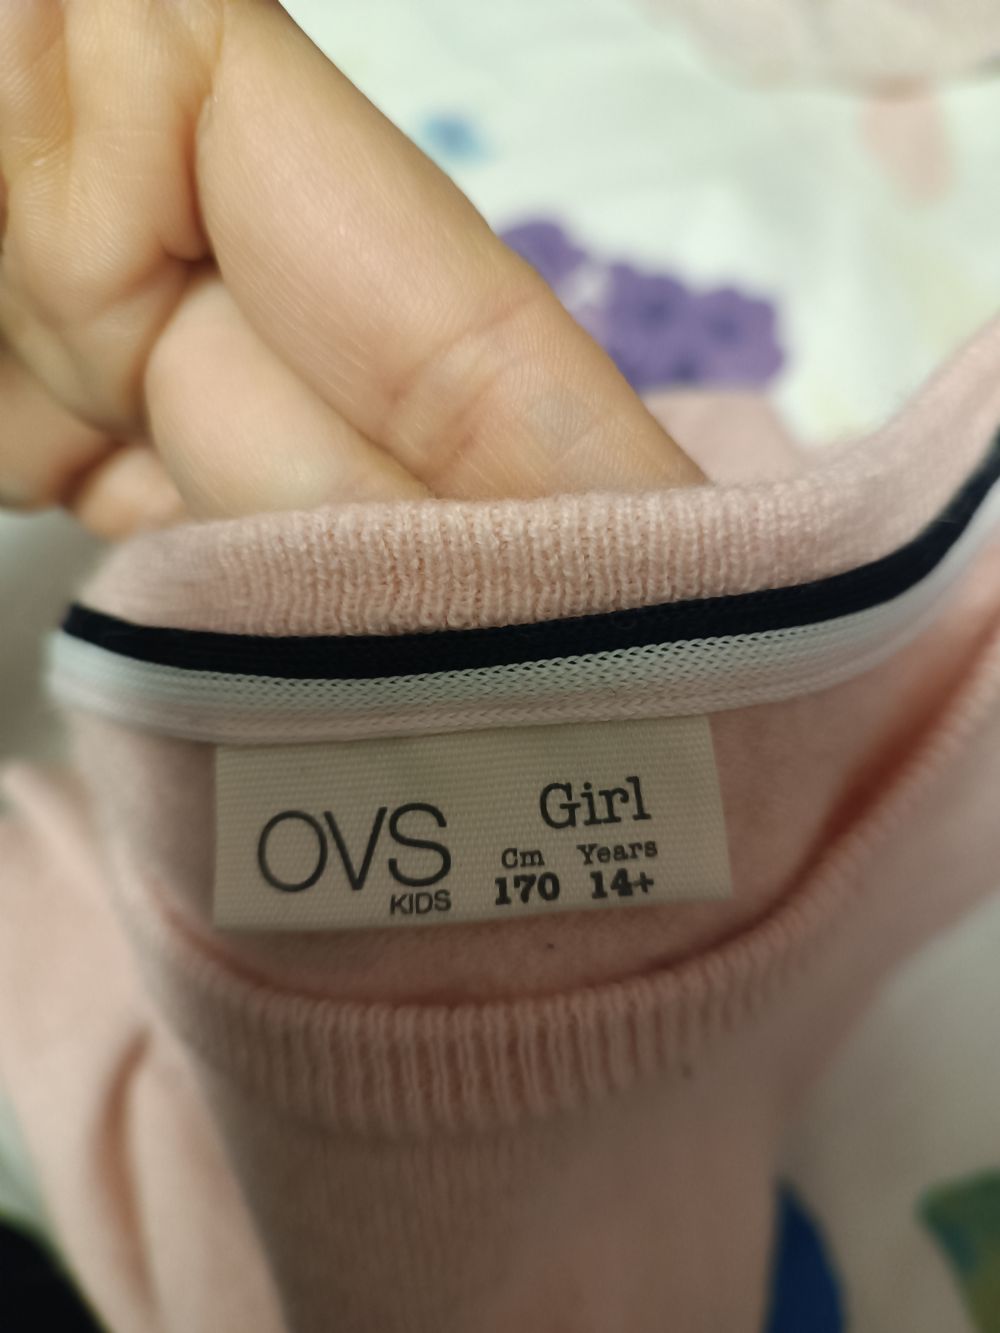 OVS
KIDS
Girl
Cm Years
170 14+